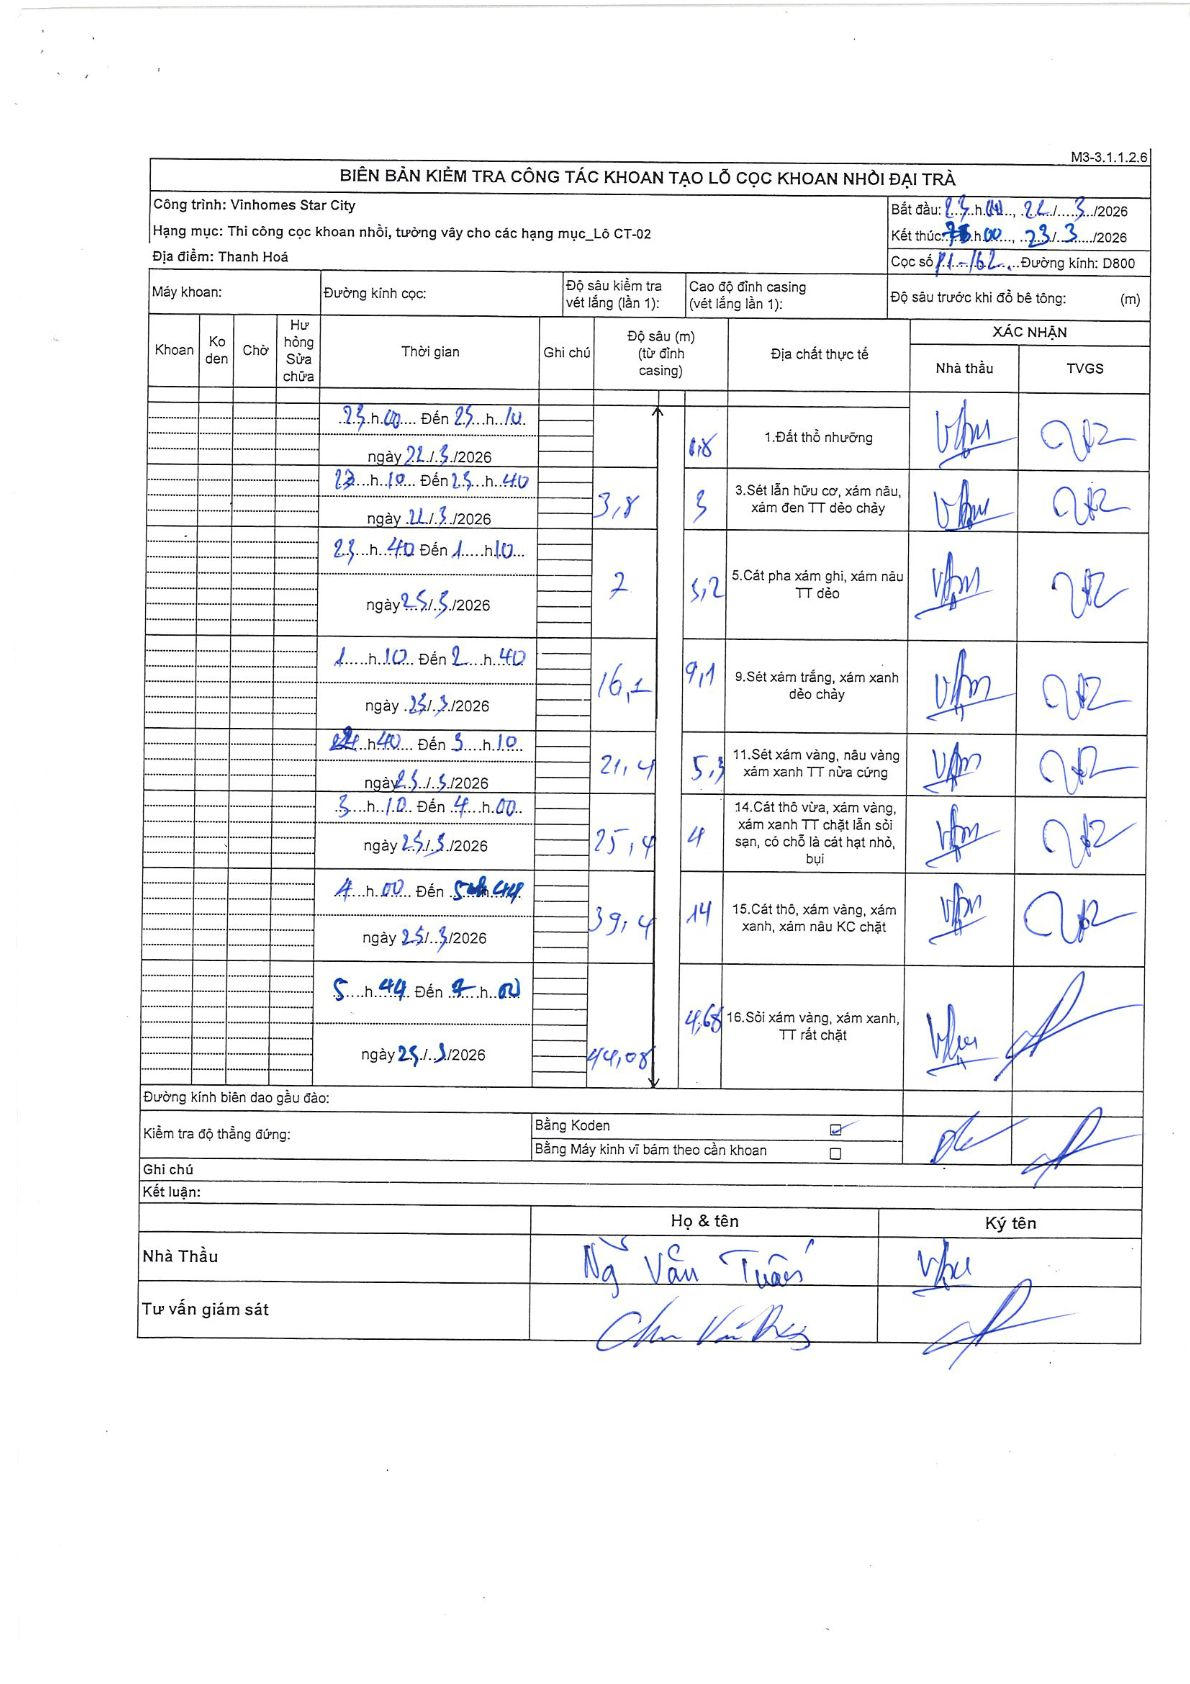 M3-3.1.1.2.6
BIÊN BẢN KIỂM TRA CÔNG TÁC KHOAN TẠO LỖ CỌC KHOAN NHỒI ĐẠI TRÀ
Công trình: Vinhomes Star City
Bắt đầu: 23.h.00..., .22./....3../2026
Hạng mục: Thi công cọc khoan nhồi, tường vây cho các hạng mục_Lô CT-02
Kết thúc: h.00..., ..23./..3..../2026
Địa điểm: Thanh Hoá
Cọc số P1-162....Đường kính: D800
Máy khoan:
Đường kính cọc:
Độ sâu kiểm tra vét lắng (lần 1):
Cao độ đỉnh casing (vét lắng lần 1):
Độ sâu trước khi đổ bê tông: (m)
Khoan
Ko đen
Chờ
Hư hỏng Sửa chữa
Thời gian
Ghi chú
Độ sâu (m) (từ đỉnh casing)
Địa chất thực tế
XÁC NHẬN
Nhà thầu
TVGS
..23.h.00.... Đến 23...h..10.
ngày 22./.3./2026
0,8
1.Đất thổ nhưỡng
23...h..10... Đến 23..h..40
ngày .22./.3./2026
3,8
3
3.Sét lẫn hữu cơ, xám nâu,
xám đen TT dẻo chảy
23...h...40 Đến 1.....h10...
ngày 23./.3./2026
7
3,2
5.Cát pha xám ghi, xám nâu
TT dẻo
1.....h..10.. Đến 2....h..40
ngày .23./.3./2026
16,1
9,1
9.Sét xám trắng, xám xanh
dẻo chảy
h40... Đến 3....h.10...
ngày 23../..3./2026
21,4
5,3
11.Sét xám vàng, nâu vàng
xám xanh TT nửa cứng
3...h..10.. Đến 4....h.00..
ngày 23./.3./2026
25,4
4
14.Cát thô vừa, xám vàng,
xám xanh TT chặt lẫn sỏi
sạn, có chỗ là cát hạt nhỏ,
bụi
4...h..00... Đến 5 h 44
ngày 23./..3/2026
39,4
14
15.Cát thô, xám vàng, xám
xanh, xám nâu KC chặt
5....h.44. Đến .7..h..00
ngày 23./..3/2026
44,08
4,68
16.Sỏi xám vàng, xám xanh,
TT rất chặt
Đường kính biên dao gầu đào:
Kiểm tra độ thẳng đứng:
Bằng Koden
Bằng Máy kinh vĩ bám theo cần khoan
Ghi chú
Kết luận:
Họ & tên
Ký tên
Nhà Thầu
Ng Văn Tuấn
Tư vấn giám sát